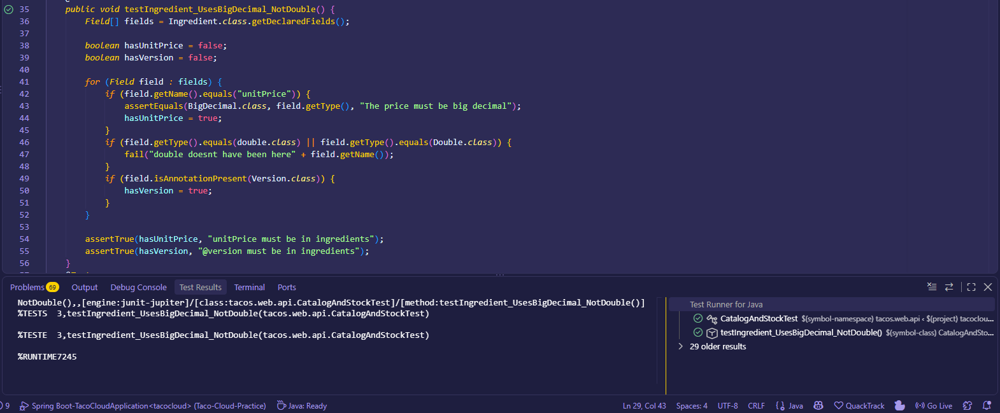 35 public void testIngredient_UsesBigDecimal_NotDouble() {
36 Field[] fields = Ingredient.class.getDeclaredFields();
37
38 boolean hasUnitPrice = false;
39 boolean hasVersion = false;
40
41 for (Field field : fields) {
42 if (field.getName().equals("unitPrice")) {
43 assertEquals(BigDecimal.class, field.getType(), "The price must be big decimal");
44 hasUnitPrice = true;
45 }
46 if (field.getType().equals(double.class) || field.getType().equals(Double.class)) {
47 fail("double doesnt have been here" + field.getName());
48 }
49 if (field.isAnnotationPresent(Version.class)) {
50 hasVersion = true;
51 }
52 }
53
54 assertTrue(hasUnitPrice, "unitPrice must be in ingredients");
55 assertTrue(hasVersion, "@version must be in ingredients");
56 }
Problems 69 Output Debug Console Test Results Terminal Ports
NotDouble(),,[engine:junit-jupiter]/[class:tacos.web.api.CatalogAndStockTest]/[method:testIngredient_UsesBigDecimal_NotDouble()]
%TESTS 3,testIngredient_UsesBigDecimal_NotDouble(tacos.web.api.CatalogAndStockTest)
%TESTE 3,testIngredient_UsesBigDecimal_NotDouble(tacos.web.api.CatalogAndStockTest)
%RUNTIME7245
Test Runner for Java
CatalogAndStockTest $(symbol-namespace) tacos.web.api < $(project) tacoclou...
testIngredient_UsesBigDecimal_NotDouble() $(symbol-class) CatalogAndSto...
29 older results
9 Spring Boot-TacoCloudApplication<tacocloud> (Taco-Cloud-Practice) Java: Ready Ln 29, Col 43 Spaces: 4 UTF-8 CRLF Java QuackTrack Go Live